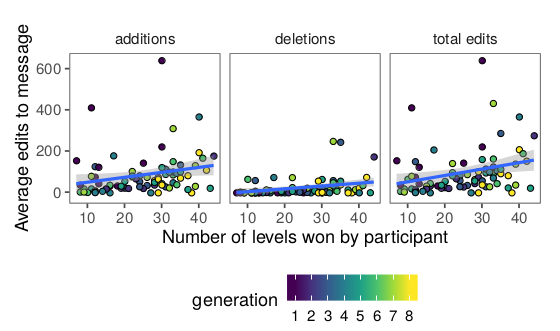 additions deletions total edits
Average edits to message
600
400
200
0
10 20 30 40 10 20 30 40 10 20 30 40
Number of levels won by participant
generation
1 2 3 4 5 6 7 8